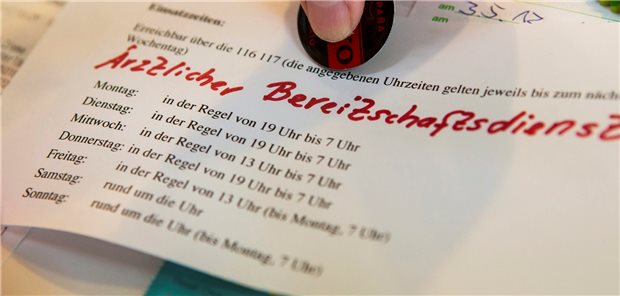 Einsatzzeiten:
am 3.5.12
am
Erreichbar über die 116 117 (die angegebenen Uhrzeiten gelten jeweils bis zum
Wochentag)
Ärztlicher Bereitschaftsdienst
Montag: in der Regel von 19 Uhr bis 7 Uhr
Dienstag: in der Regel von 19 Uhr bis 7 Uhr
Mittwoch: in der Regel von 13 Uhr bis 7 Uhr
Donnerstag: in der Regel von 19 Uhr bis 7 Uhr
Freitag: in der Regel von 13 Uhr (bis Montag, 7 Uhr)
Samstag: rund um die Uhr
Sonntag: rund um die Uhr (bis Montag, 7 Uhr)